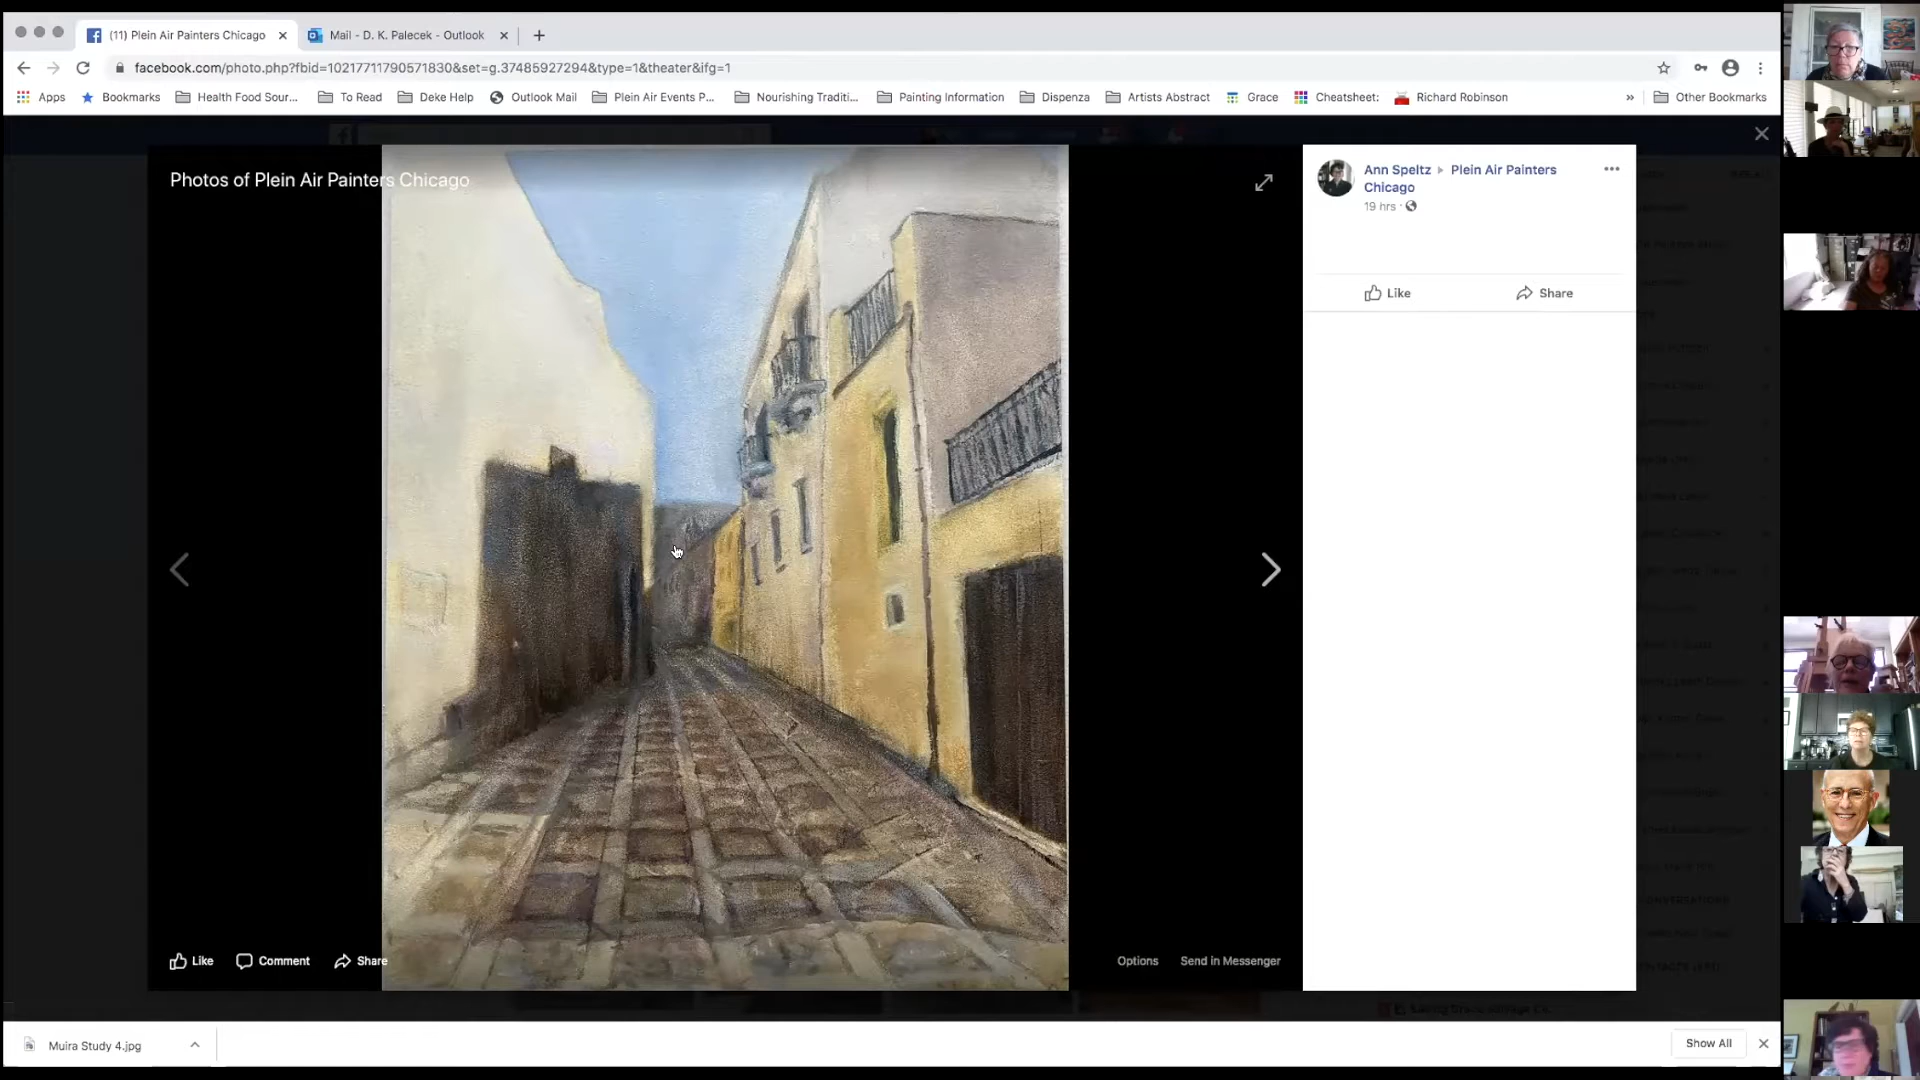 (11) Plein Air Painters Chicago
Mail - D. K. Palecek - Outlook
facebook.com/photo.php?fbid=10217711790571830&set=g.37485927294&type=1&theater&ifg=1
Apps
Bookmarks
Health Food Sour...
To Read
Deke Help
Outlook Mail
Plein Air Events P...
Nourishing Traditi...
Painting Information
Dispenza
Artists Abstract
Grace
Cheatsheet:
Richard Robinson
»
Other Bookmarks
Photos of Plein Air Painters Chicago
Ann Speltz ▸ Plein Air Painters
Chicago
19 hrs ·
Like
Share
Like
Comment
Share
Options
Send in Messenger
Muira Study 4.jpg
Show All